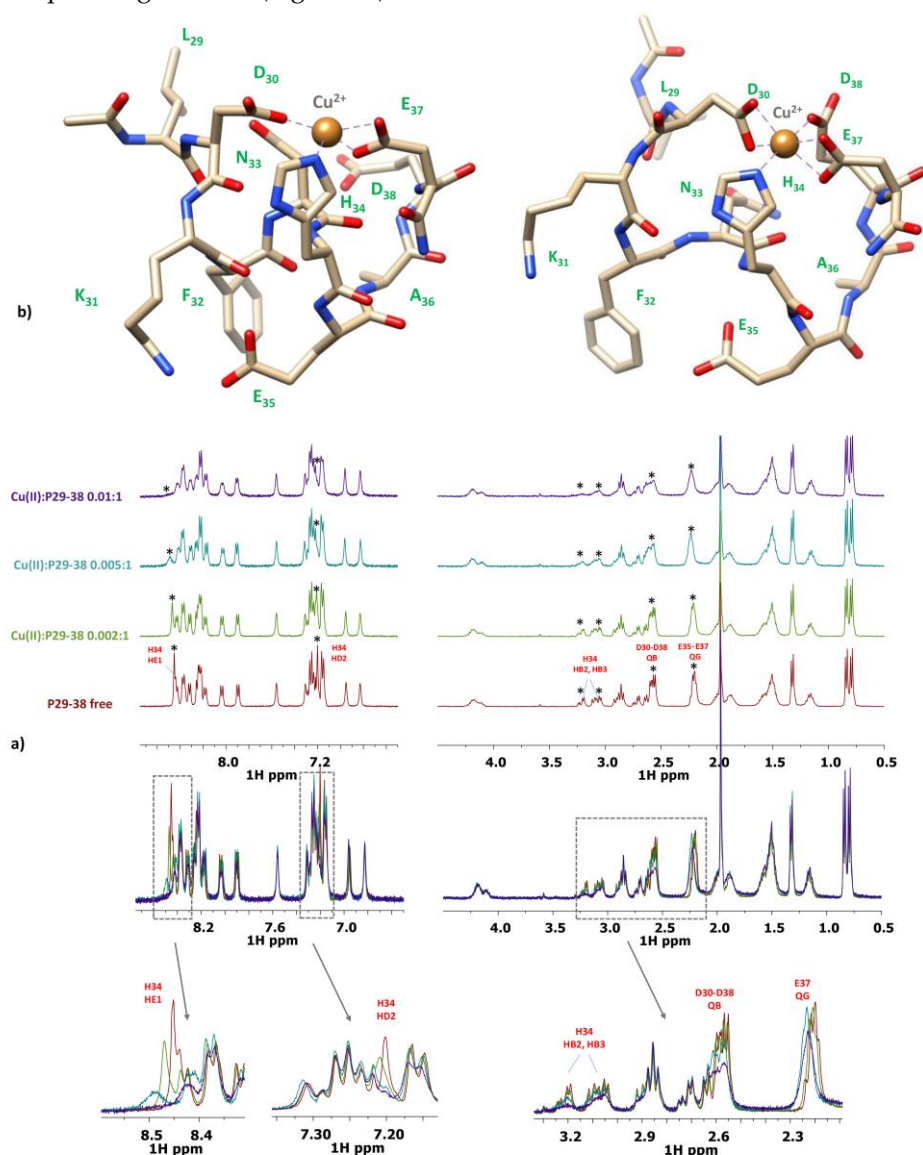 L29
D30
Cu2+
E37
N33
H34
D38
K31
F32
A36
E35
L29
D30
D38
Cu2+
E37
N33
H34
K31
F32
A36
E35
b)
Cu(II):P29-38 0.01:1
Cu(II):P29-38 0.005:1
Cu(II):P29-38 0.002:1
P29-38 free
H34
HE1
H34
HD2
H34
HB2, HB3
D30-D38
QB
E35-E37
QG
8.0 7.2
1H ppm
4.5 4.0 3.5 3.0 2.5 2.0 1.5 1.0 0.5
1H ppm
a)
8.2 7.0
1H ppm
4.5 4.0 3.5 3.0 2.5 2.0 1.5 1.0 0.5
1H ppm
H34
HE1
H34
HD2
H34
HB2, HB3
D30-D38
QB
E37
QG
8.5 8.4
1H ppm
7.30 7.20
1H ppm
3.2 2.9 2.6 2.3
1H ppm